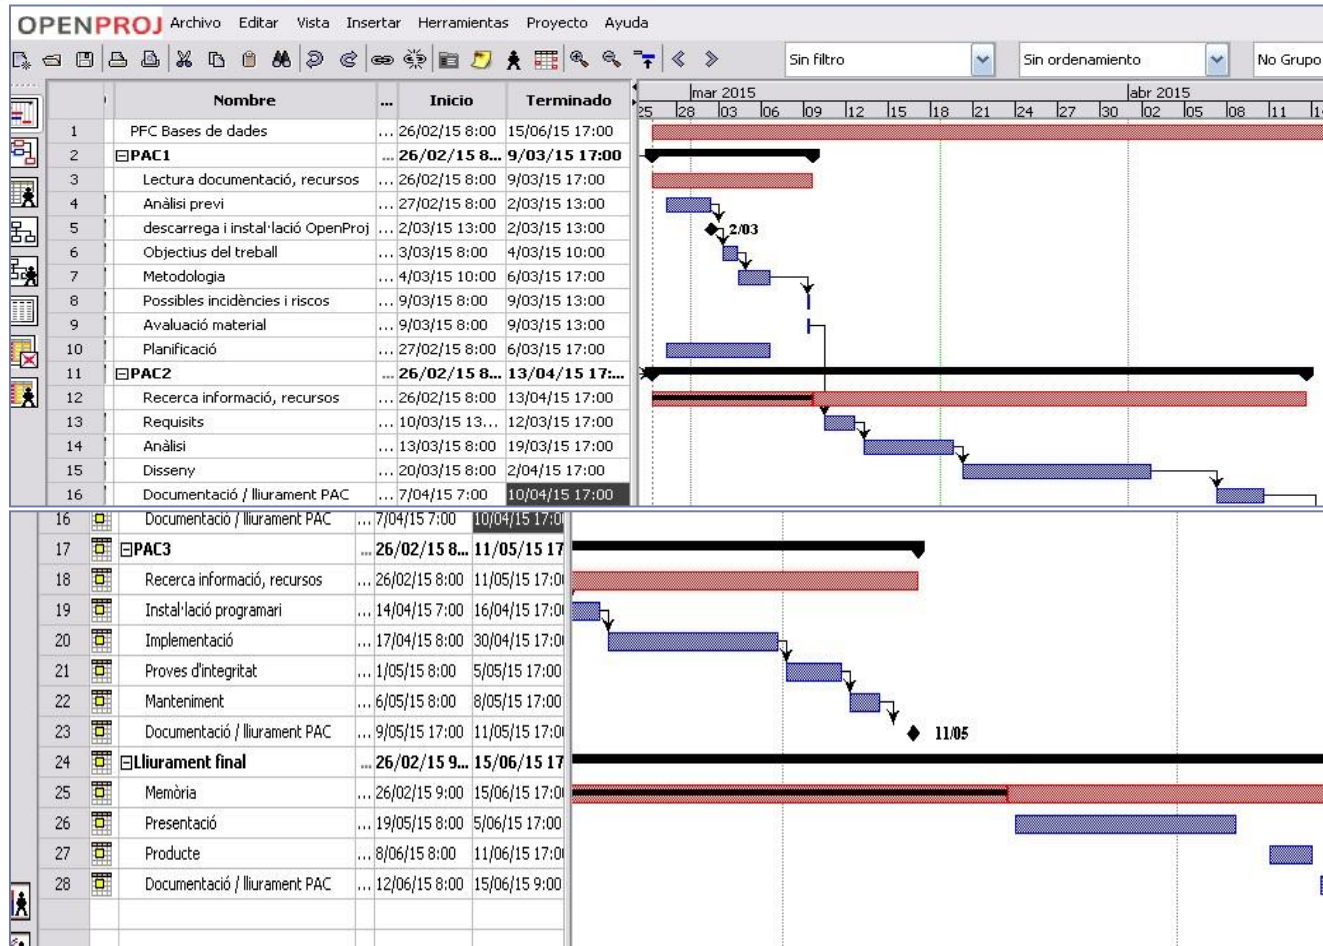 OPENPROJ Archivo Editar Vista Insertar Herramientas Proyecto Ayuda
Sin filtro Sin ordenamiento No Grupo
Nombre ... Inicio Terminado
mar 2015 abr 2015
25 28 03 06 09 12 15 18 21 24 27 30 02 05 08 11
1 PFC Bases de dades ... 26/02/15 8:00 15/06/15 17:00
2 PAC1 ... 26/02/15 8... 9/03/15 17:00
3 Lectura documentació, recursos ... 26/02/15 8:00 9/03/15 17:00
4 Anàlisi previ ... 27/02/15 8:00 2/03/15 13:00
5 descarrega i instal·lació OpenProj ... 2/03/15 13:00 2/03/15 13:00 2/03
6 Objectius del treball ... 3/03/15 8:00 4/03/15 10:00
7 Metodologia ... 4/03/15 10:00 6/03/15 17:00
8 Possibles incidències i riscos ... 9/03/15 8:00 9/03/15 13:00
9 Avaluació material ... 9/03/15 8:00 9/03/15 13:00
10 Planificació ... 27/02/15 8:00 6/03/15 17:00
11 PAC2 ... 26/02/15 8... 13/04/15 17:...
12 Recerca informació, recursos ... 26/02/15 8:00 13/04/15 17:00
13 Requisits ... 10/03/15 13... 12/03/15 17:00
14 Anàlisi ... 13/03/15 8:00 19/03/15 17:00
15 Disseny ... 20/03/15 8:00 2/04/15 17:00
16 Documentació / lliurament PAC ... 7/04/15 7:00 10/04/15 17:00
16 Documentació / lliurament PAC ... 7/04/15 7:00 10/04/15 17:0
17 PAC3 ... 26/02/15 8... 11/05/15 17
18 Recerca informació, recursos ... 26/02/15 8:00 11/05/15 17:0
19 Instal·lació programari ... 14/04/15 7:00 16/04/15 17:0
20 Implementació ... 17/04/15 8:00 30/04/15 17:0
21 Proves d'integritat ... 1/05/15 8:00 5/05/15 17:00
22 Manteniment ... 6/05/15 8:00 8/05/15 17:00
23 Documentació / lliurament PAC ... 9/05/15 17:00 11/05/15 17:0 11/05
24 Lliurament final ... 26/02/15 9... 15/06/15 17
25 Memòria ... 26/02/15 9:00 15/06/15 17:0
26 Presentació ... 19/05/15 8:00 5/06/15 17:00
27 Producte ... 8/06/15 8:00 11/06/15 17:0
28 Documentació / lliurament PAC ... 12/06/15 8:00 15/06/15 9:00